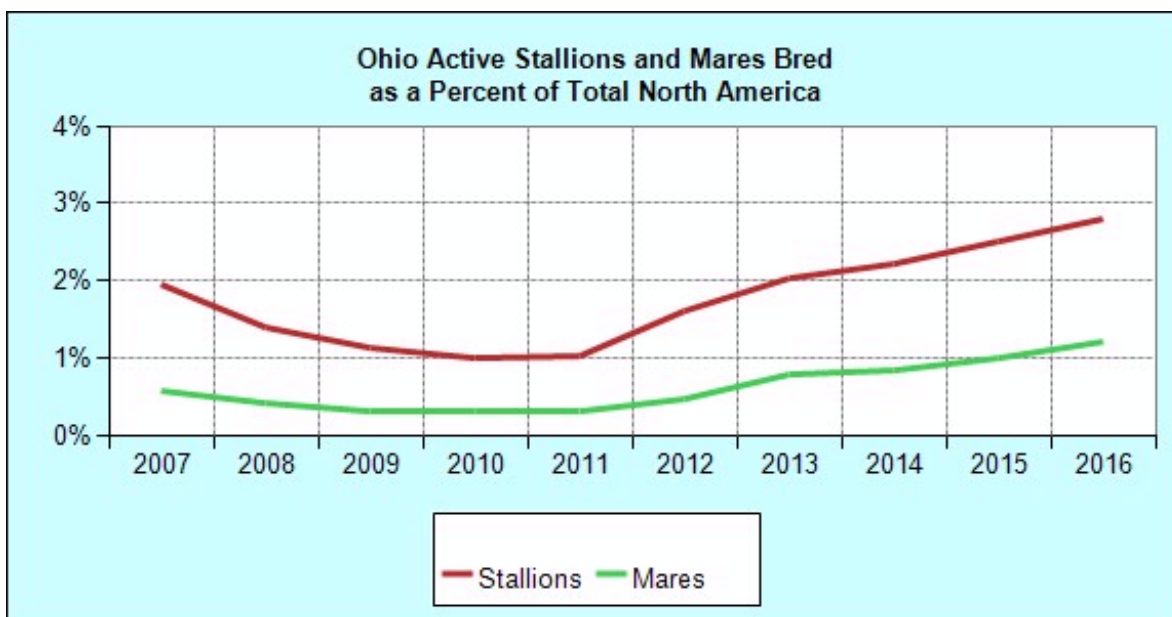 Ohio Active Stallions and Mares Bred
as a Percent of Total North America
4%
3%
2%
1%
0%
2007 2008 2009 2010 2011 2012 2013 2014 2015 2016
Stallions Mares